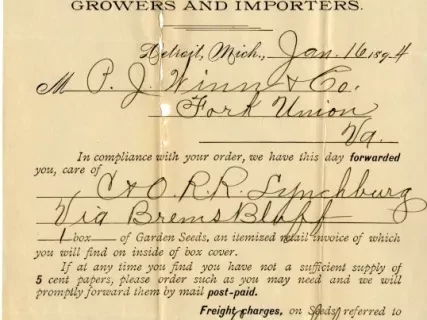 GROWERS AND IMPORTERS.
Detroit, Mich., Jan. 16 1894
M P. J. Winn & Co.
Fork Union
Va.
In compliance with your order, we have this day forwarded
you, care of
C & O. R.R. Lynchburg
Via Brems Bluff
1 box of Garden Seeds, an itemized retail invoice of which
you will find on inside of box cover.
If at any time you find you have not a sufficient supply of
5 cent papers, please order such as you may need and we will
promptly forward them by mail post-paid.
Freight charges, on Seeds referred to